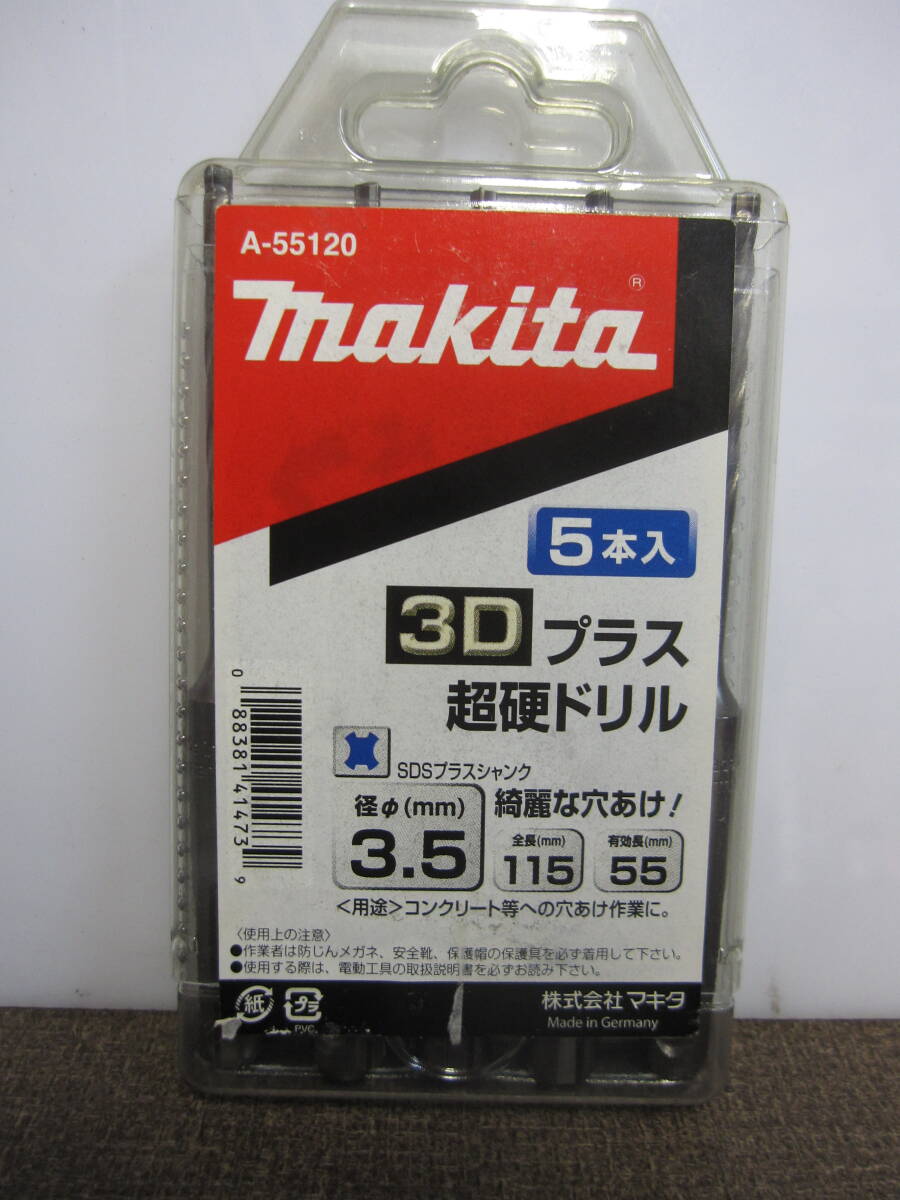 A-55120
makita®
5本入
3Dプラス
超硬ドリル
SDSプラスシャンク
径φ(mm)
3.5
綺麗な穴あけ!
全長(mm)
115
有効長(mm)
55
<用途>コンクリート等への穴あけ作業に。
0 88381 41473 9
〈使用上の注意〉
●作業者は防じんメガネ、安全靴、保護帽の保護具を必ず着用して下さい。
●使用する際は、電動工具の取扱説明書を必ずお読み下さい。
紙
プラ
PVC
株式会社マキタ
Made in Germany